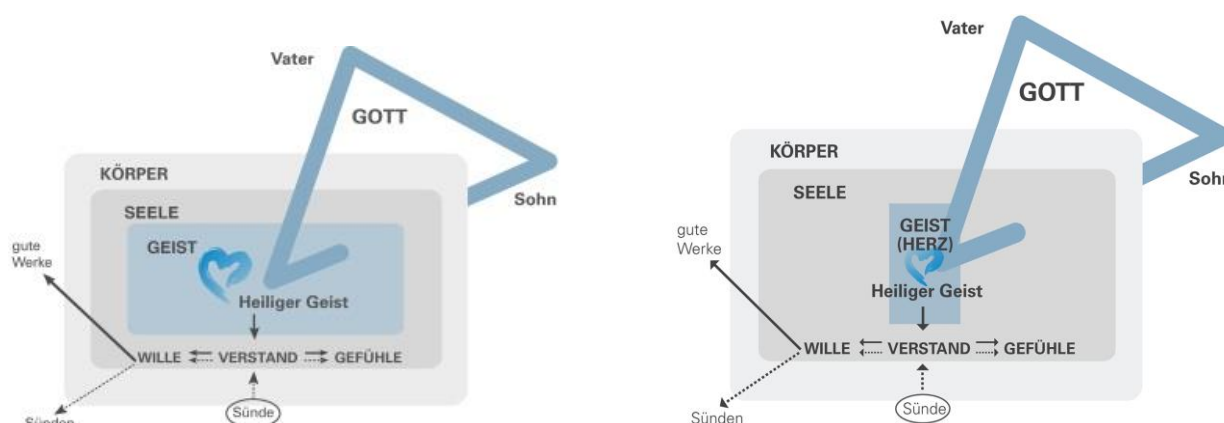 Vater
GOTT
KÖRPER
Sohn
SEELE
GEIST
gute
Werke
Heiliger Geist
WILLE VERSTAND GEFÜHLE
Sünde
Sünden
Vater
GOTT
KÖRPER
Sohn
SEELE
GEIST
(HERZ)
gute
Werke
Heiliger Geist
WILLE VERSTAND GEFÜHLE
Sünde
Sünden